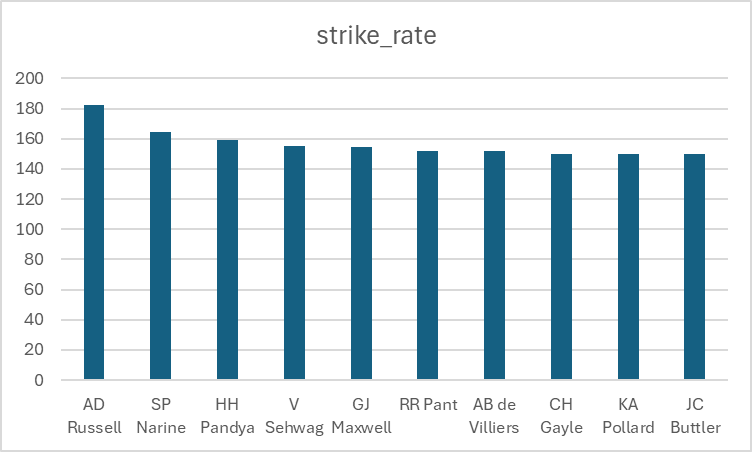 strike_rate
200
180
160
140
120
100
80
60
40
20
0
AD Russell
SP Narine
HH Pandya
V Sehwag
GJ Maxwell
RR Pant
AB de Villiers
CH Gayle
KA Pollard
JC Buttler